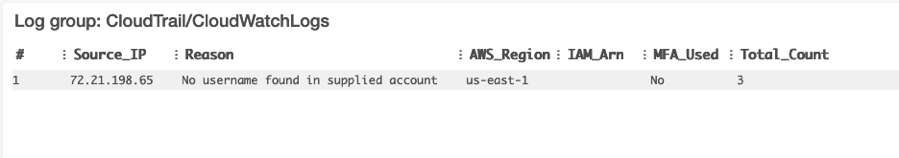 Log group: CloudTrail/CloudWatchLogs
# : Source_IP : Reason : AWS_Region : IAM_Arn : MFA_Used : Total_Count
1 72.21.198.65 No username found in supplied account us-east-1 No 3